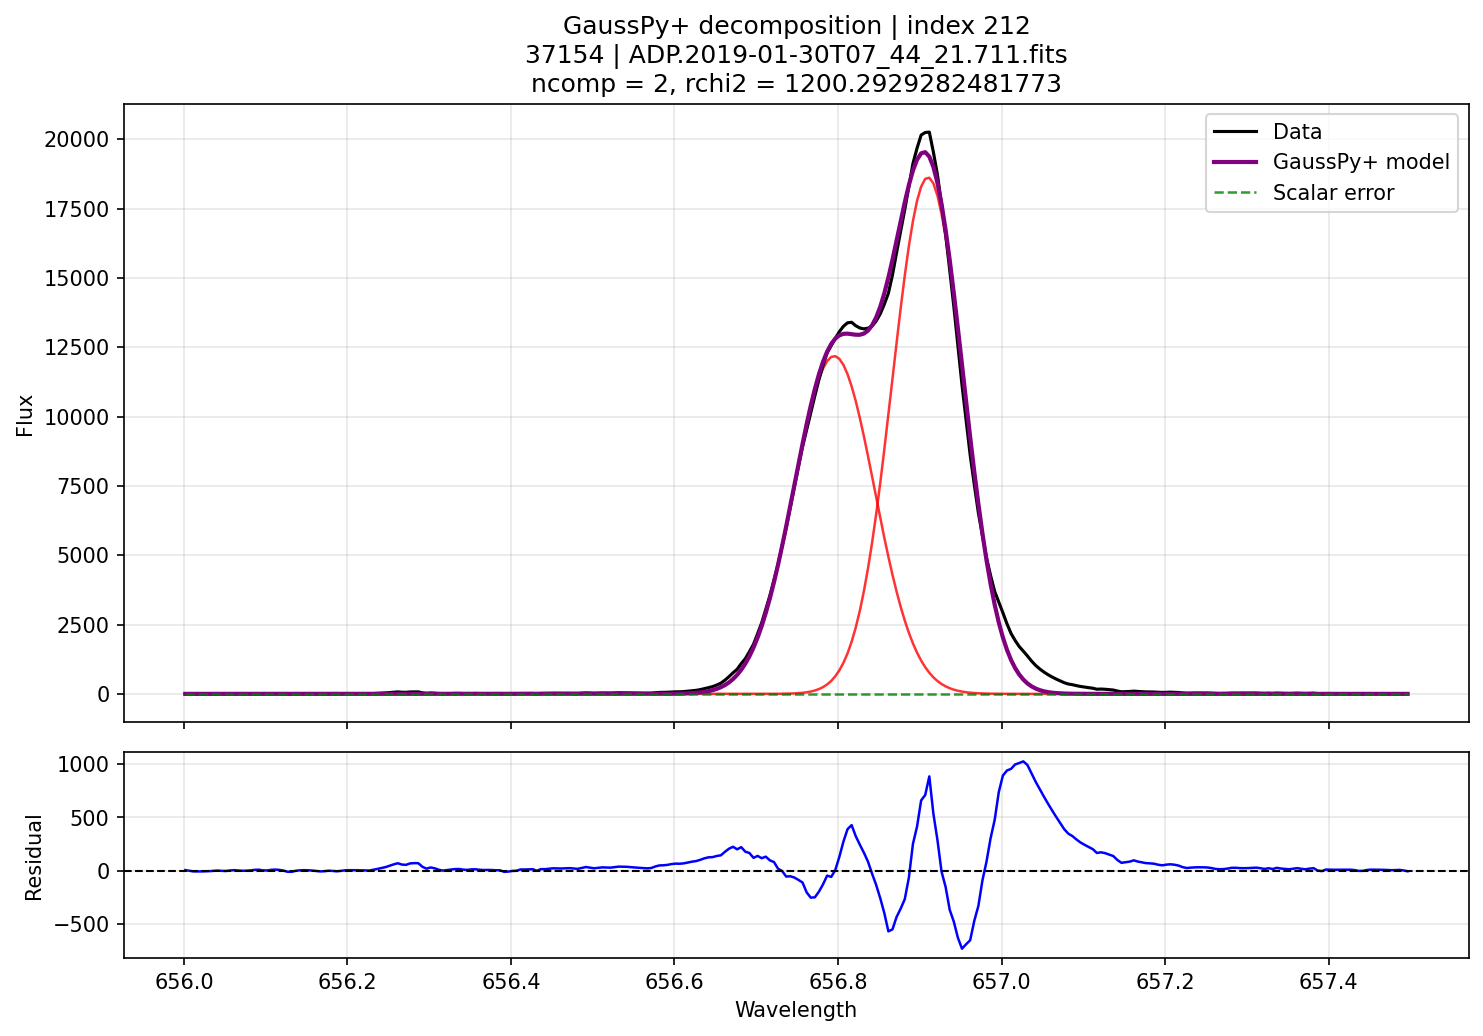 GaussPy+ decomposition | index 212
37154 | ADP.2019-01-30T07_44_21.711.fits
ncomp = 2, rchi2 = 1200.2929282481773
Data
GaussPy+ model
Scalar error
20000
17500
15000
12500
10000
7500
5000
2500
0
Flux
1000
500
0
−500
Residual
656.0
656.2
656.4
656.6
656.8
657.0
657.2
657.4
Wavelength